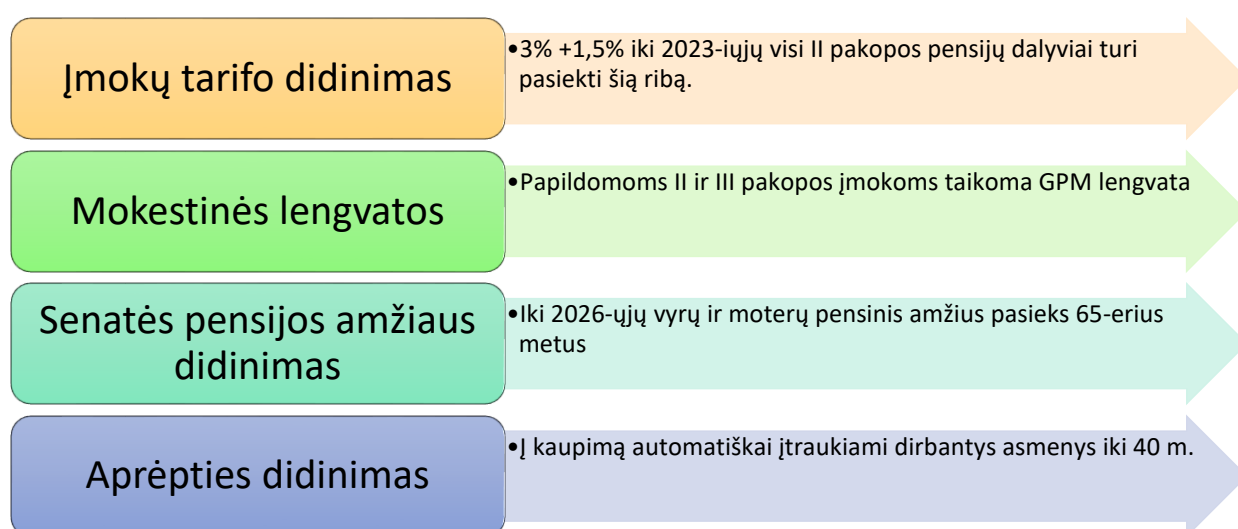 Įmokų tarifo didinimas
•3% +1,5% iki 2023-iųjų visi II pakopos pensijų dalyviai turi
pasiekti šią ribą.
Mokestinės lengvatos
•Papildomoms II ir III pakopos įmokoms taikoma GPM lengvata
Senatės pensijos amžiaus
didinimas
•Iki 2026-ųjų vyrų ir moterų pensinis amžius pasieks 65-erius
metus
Aprėpties didinimas
•Į kaupimą automatiškai įtraukiami dirbantys asmenys iki 40 m.